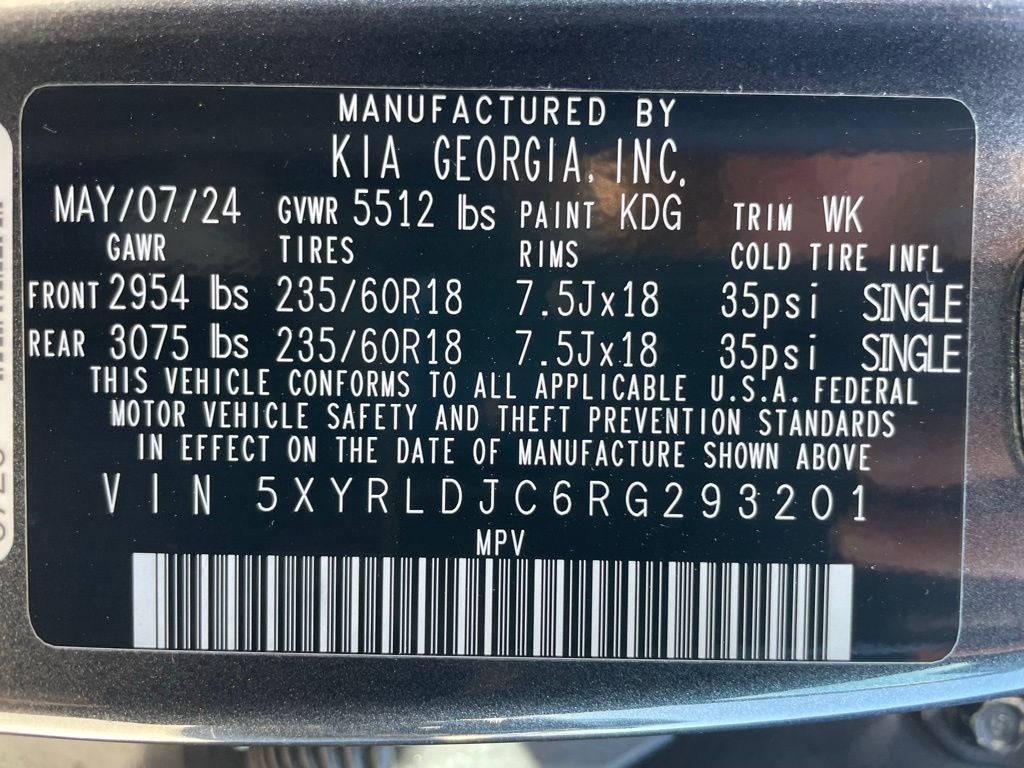 MANUFACTURED BY
KIA GEORGIA, INC.
MAY/07/24 GVWR 5512 lbs PAINT KDG TRIM WK
GAWR TIRES RIMS COLD TIRE INFL
FRONT 2954 lbs 235/60R18 7.5Jx18 35psi SINGLE
REAR 3075 lbs 235/60R18 7.5Jx18 35psi SINGLE
THIS VEHICLE CONFORMS TO ALL APPLICABLE U.S.A. FEDERAL
MOTOR VEHICLE SAFETY AND THEFT PREVENTION STANDARDS
IN EFFECT ON THE DATE OF MANUFACTURE SHOWN ABOVE
VIN 5XYRLDJC6RG293201
MPV